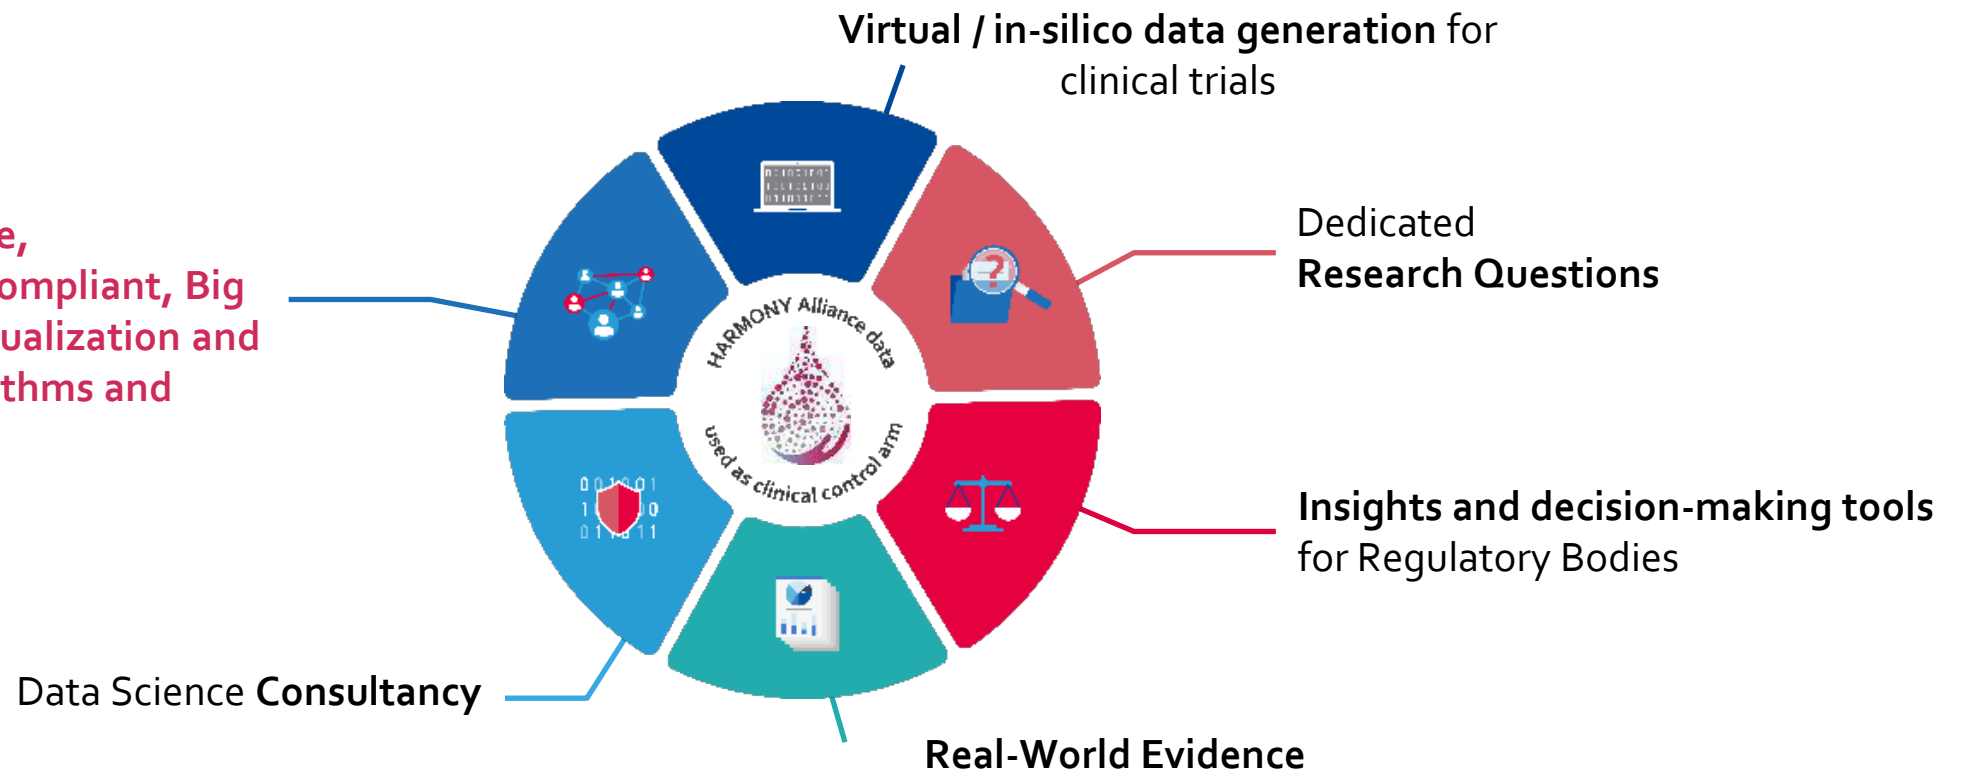 Virtual / in-silico data generation for
clinical trials
Dedicated
Research Questions
e,
ompliant, Big
ualization and
ithms and
HARMONY Alliance data
used as clinical control arm
Insights and decision-making tools
for Regulatory Bodies
Data Science Consultancy
Real-World Evidence